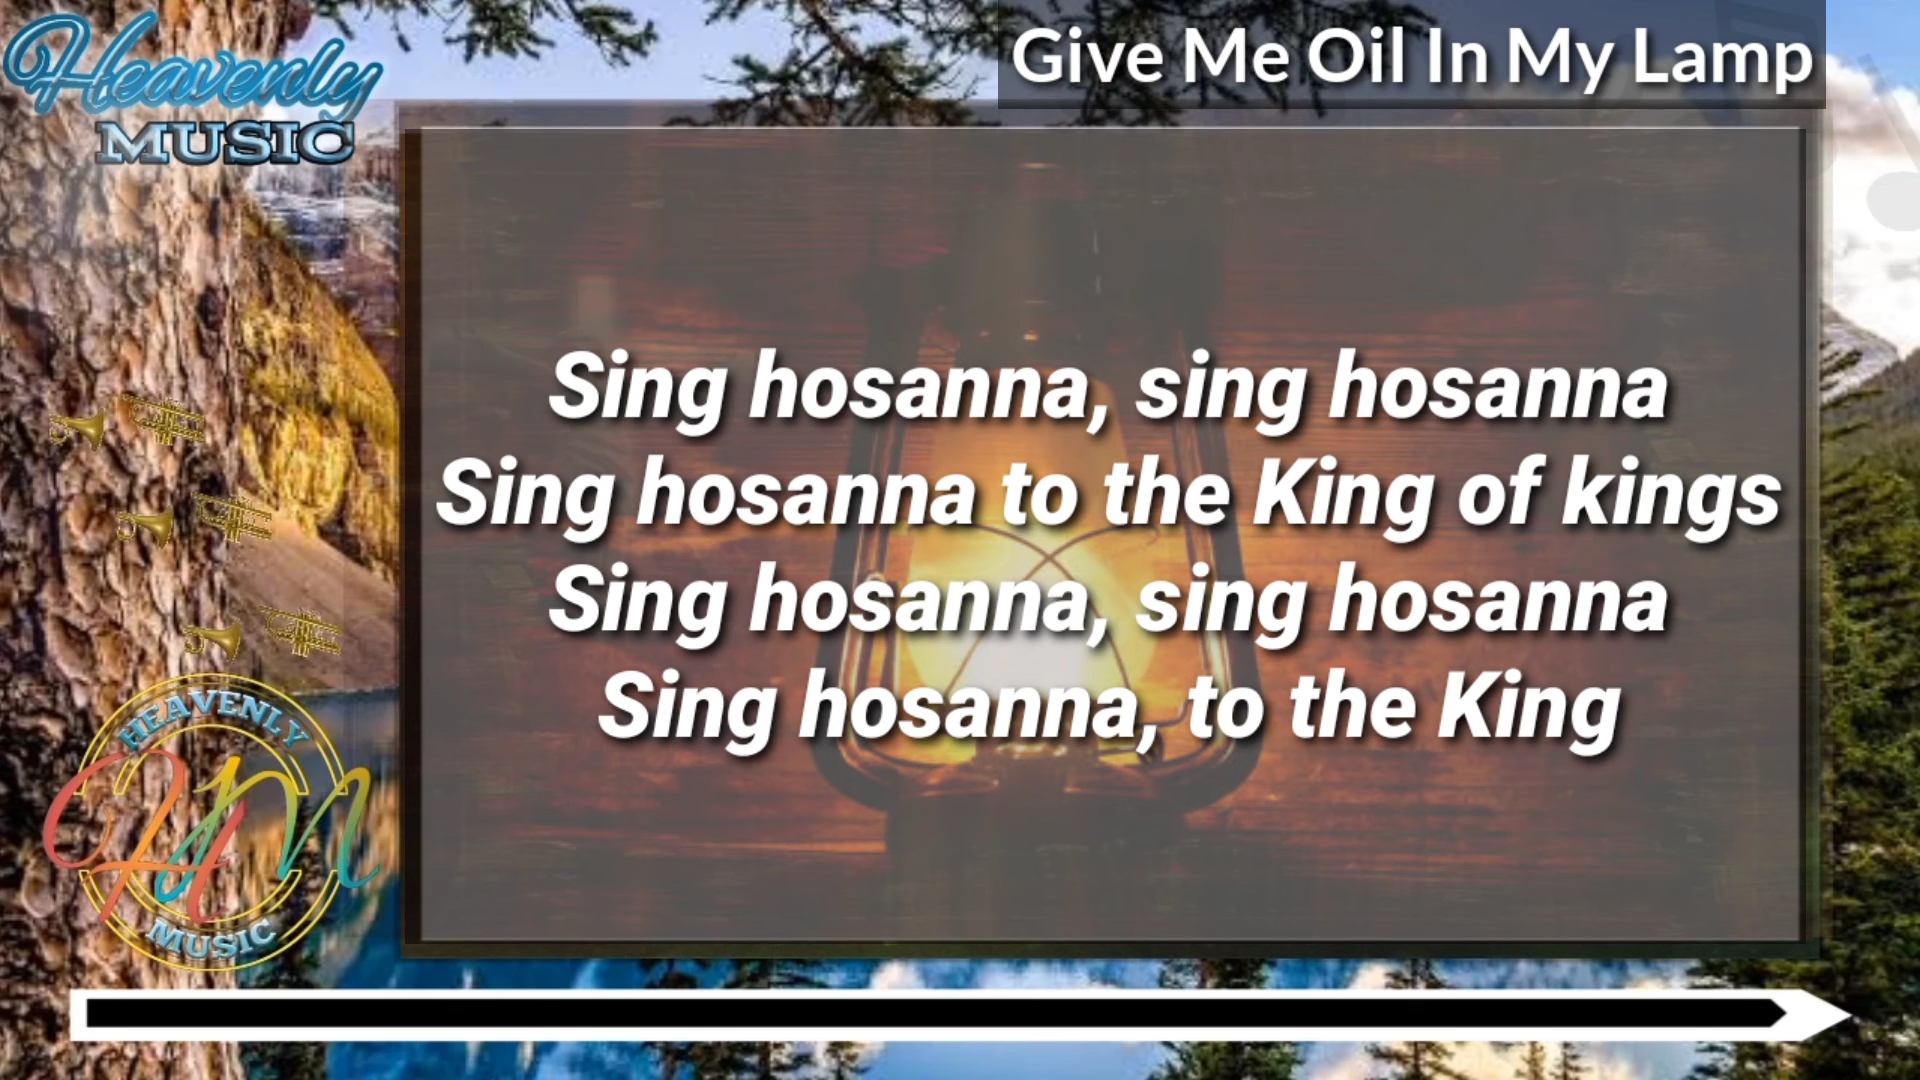 Heavenly
MUSIC
Give Me Oil In My Lamp
Sing hosanna, sing hosanna
Sing hosanna to the King of kings
Sing hosanna, sing hosanna
Sing hosanna, to the King
HEAVENLY
HM
MUSIC